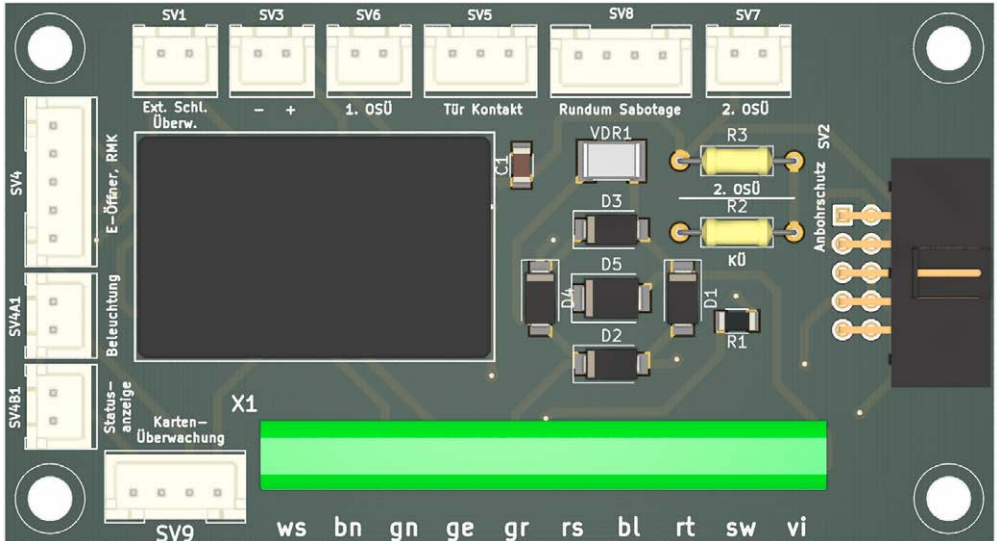 SV1 SV3 SV6 SV5 SV8 SV7
Ext. Schl.
Überw.
− +
1. OSÜ
Tür Kontakt
Rundum Sabotage
2. OSÜ
SV4
E-Öffner, RMK
C1
VDR1
R3
SV2
2. OSÜ
R2
KÜ
Anbohrschutz
D3
D4
D5
D1
D2
R1
SV4A1
Beleuchtung
SV4B1
Status-
anzeige
X1
Karten-
Überwachung
SV9
ws bn gn ge gr rs bl rt sw vi